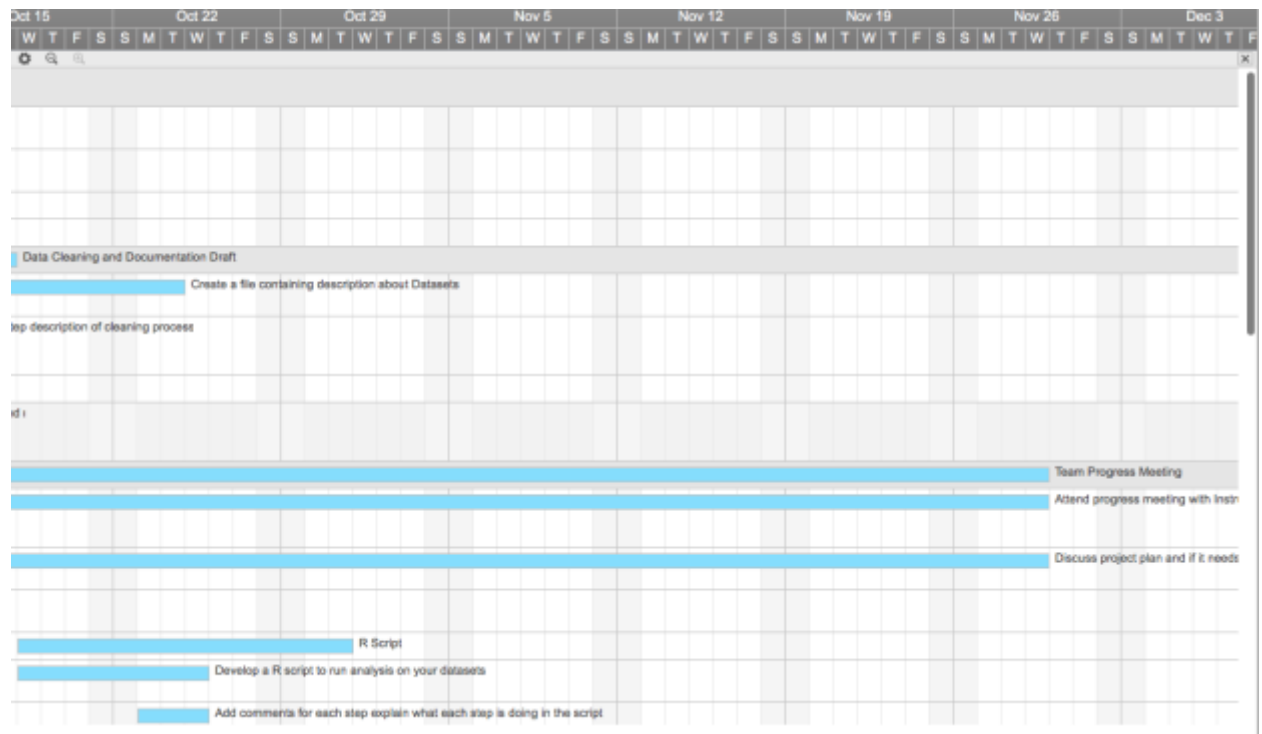 Oct 15 Oct 22 Oct 29 Nov 5 Nov 12 Nov 19 Nov 26 Dec 3
W T F S S M T W T F S S M T W T F S S M T W T F S S M T W T F S S M T W T F S S M T W T F S S M T W T F
Data Cleaning and Documentation Draft
Create a file containing description about Datasets
tep description of cleaning process
Team Progress Meeting
Attend progress meeting with Instr
Discuss project plan and if it needs
R Script
Develop a R script to run analysis on your datasets
Add comments for each step explain what each step is doing in the script